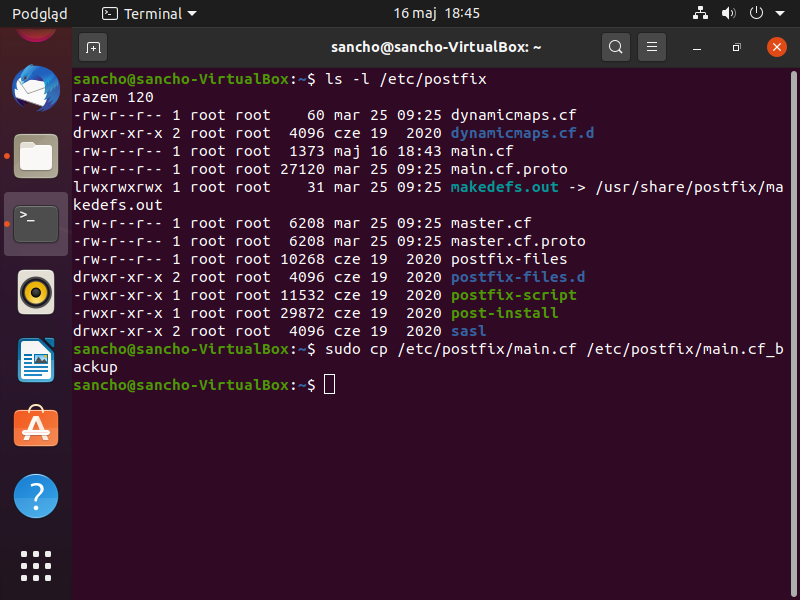 Podgląd
Terminal
16 maj 18:45
sancho@sancho-VirtualBox: ~
sancho@sancho-VirtualBox:~$ ls -l /etc/postfix
razem 120
-rw-r--r-- 1 root root    60 mar 25 09:25 dynamicmaps.cf
drwxr-xr-x 2 root root  4096 cze 19  2020 dynamicmaps.cf.d
-rw-r--r-- 1 root root  1373 maj 16 18:43 main.cf
-rw-r--r-- 1 root root 27120 mar 25 09:25 main.cf.proto
lrwxrwxrwx 1 root root    31 mar 25 09:25 makedefs.out -> /usr/share/postfix/ma
kedefs.out
-rw-r--r-- 1 root root  6208 mar 25 09:25 master.cf
-rw-r--r-- 1 root root  6208 mar 25 09:25 master.cf.proto
-rw-r--r-- 1 root root 10268 cze 19  2020 postfix-files
drwxr-xr-x 2 root root  4096 cze 19  2020 postfix-files.d
-rwxr-xr-x 1 root root 11532 cze 19  2020 postfix-script
-rwxr-xr-x 1 root root 29872 cze 19  2020 post-install
drwxr-xr-x 2 root root  4096 cze 19  2020 sasl
sancho@sancho-VirtualBox:~$ sudo cp /etc/postfix/main.cf /etc/postfix/main.cf_b
ackup
sancho@sancho-VirtualBox:~$